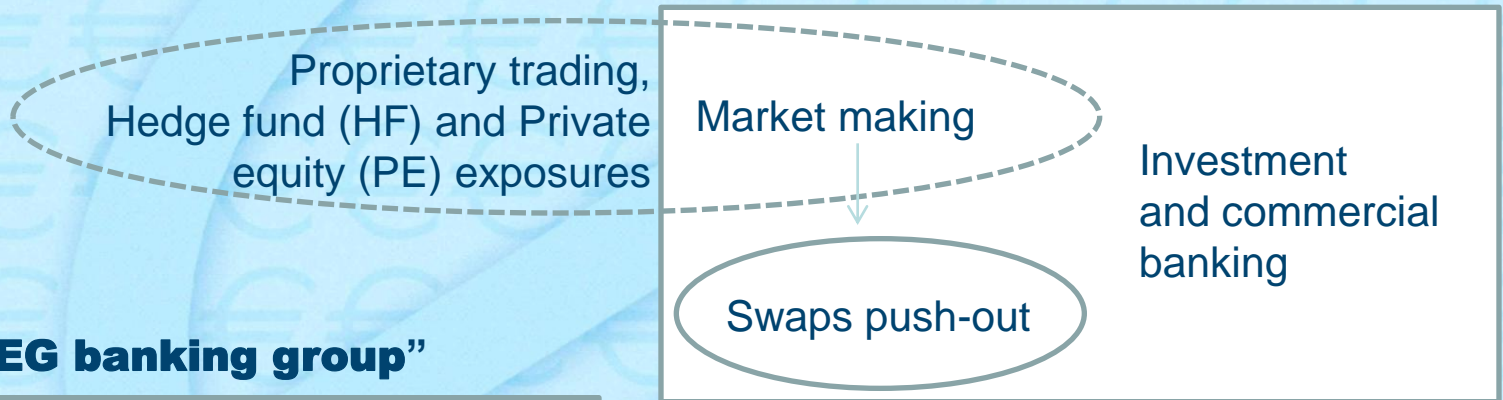 Proprietary trading,
Hedge fund (HF) and Private
equity (PE) exposures
Market making
Investment
and commercial
banking
Swaps push-out
EG banking group”